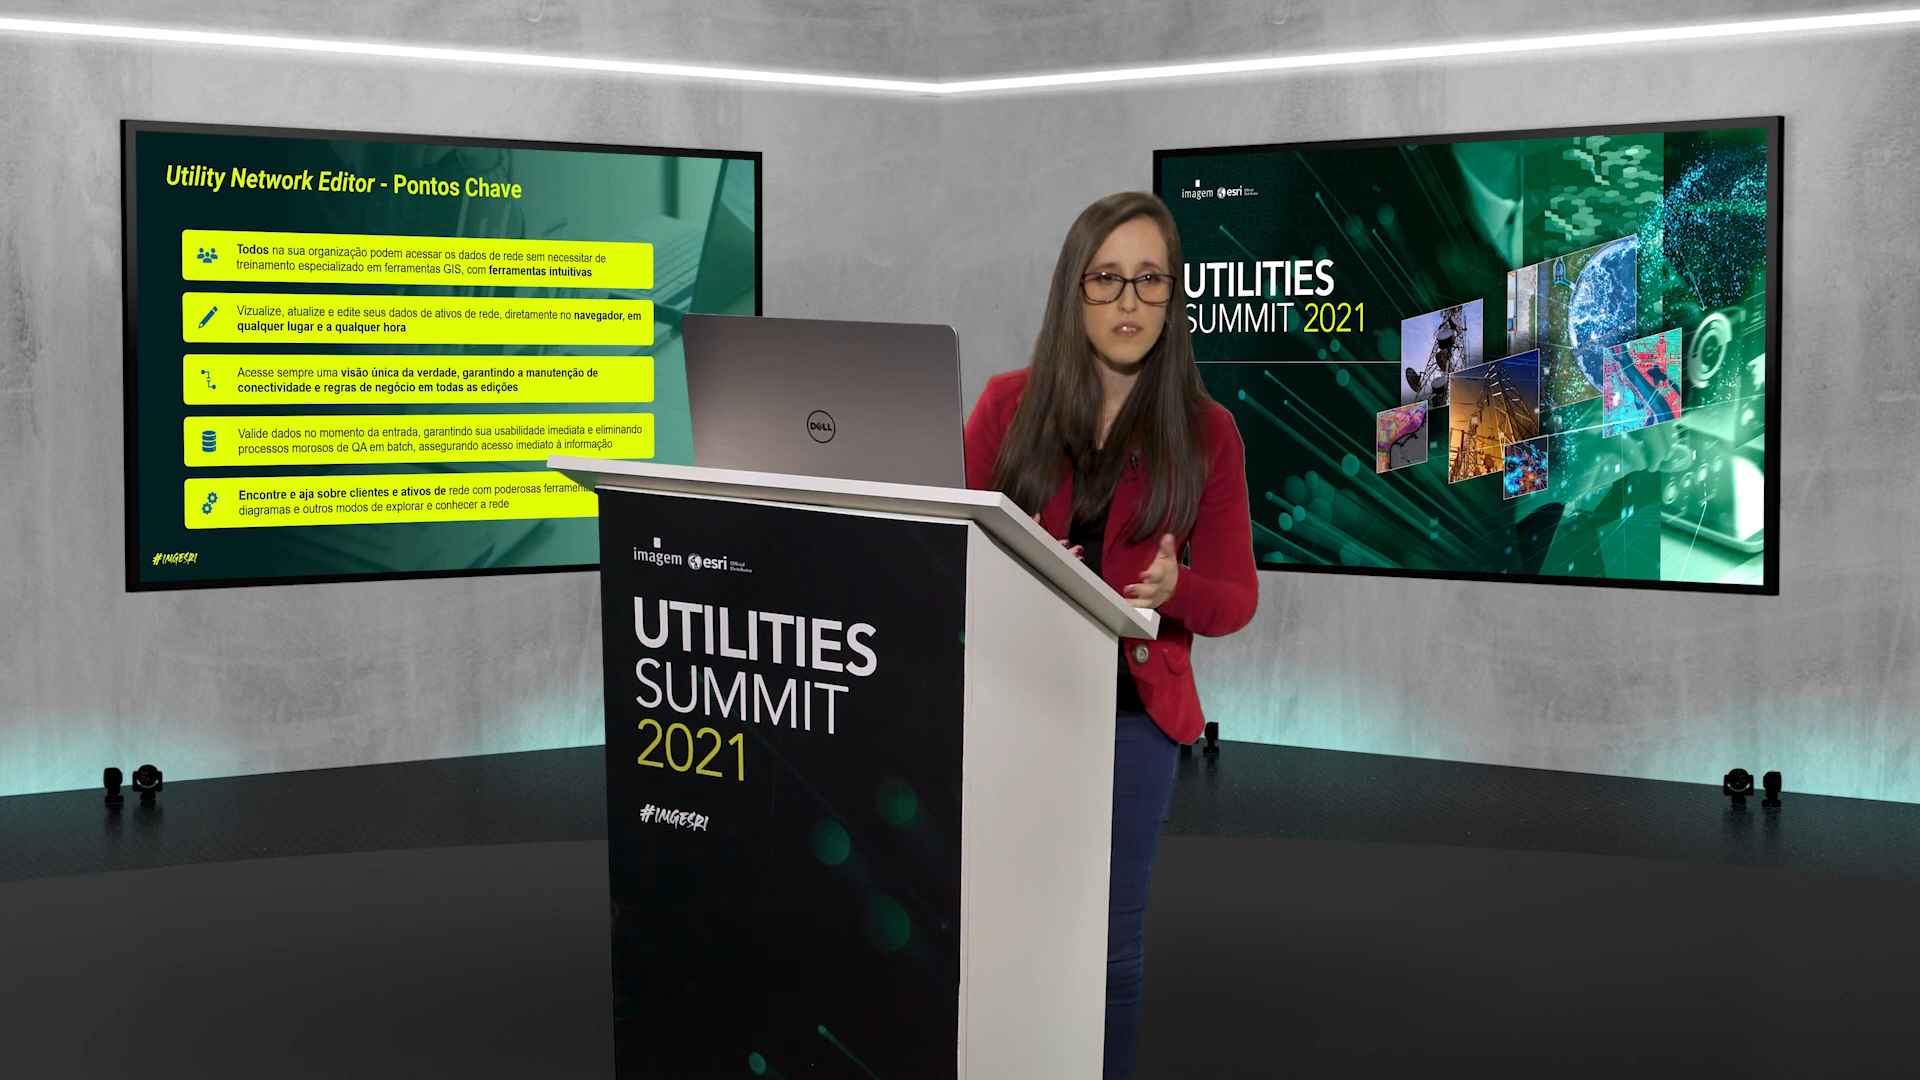 Utility Network Editor - Pontos Chave
Todos na sua organização podem acessar os dados de rede sem necessitar de
treinamento especializado em ferramentas GIS, com ferramentas intuitivas
Vizualize, atualize e edite seus dados de ativos de rede, diretamente no navegador, em
qualquer lugar e a qualquer hora
Acesse sempre uma visão única da verdade, garantindo a manutenção de
conectividade e regras de negócio em todas as edições
Valide dados no momento da entrada, garantindo sua usabilidade imediata e eliminando
processos morosos de QA em batch, assegurando acesso imediato à informação
Encontre e aja sobre clientes e ativos de rede com poderosas
diagramas e outros modos de explorar e conhecer a rede
#IMGESRI
imagem esri Official
Distributor
UTILITIES
SUMMIT 2021
DELL
imagem esri Official
Distributor
UTILITIES
SUMMIT
2021
#IMGESRI